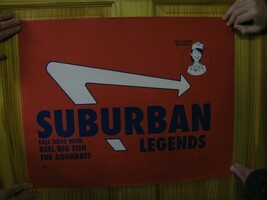 SUBURBAN
LEGENDS
FALL 2010 WITH
REEL BIG FISH
THE AQUABATS